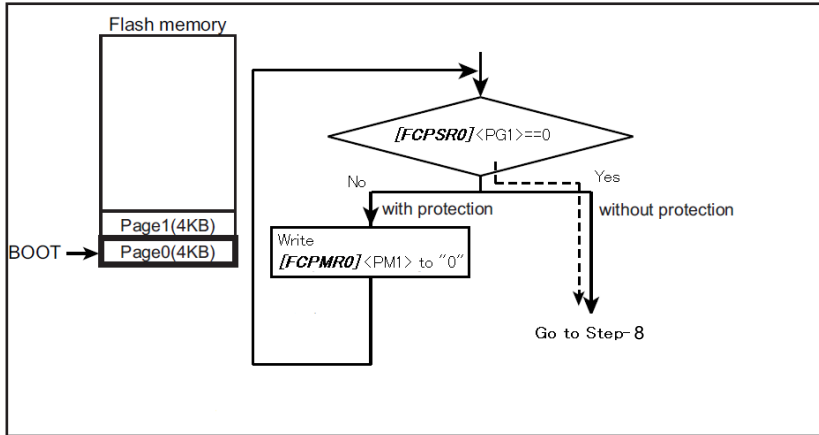 Flash memory
Page1(4KB)
BOOT
Page0(4KB)
[FCPSR0]<PG1>==0
No
Yes
with protection
without protection
Write
[FCPMR0]<PM1> to "0"
Go to Step-8